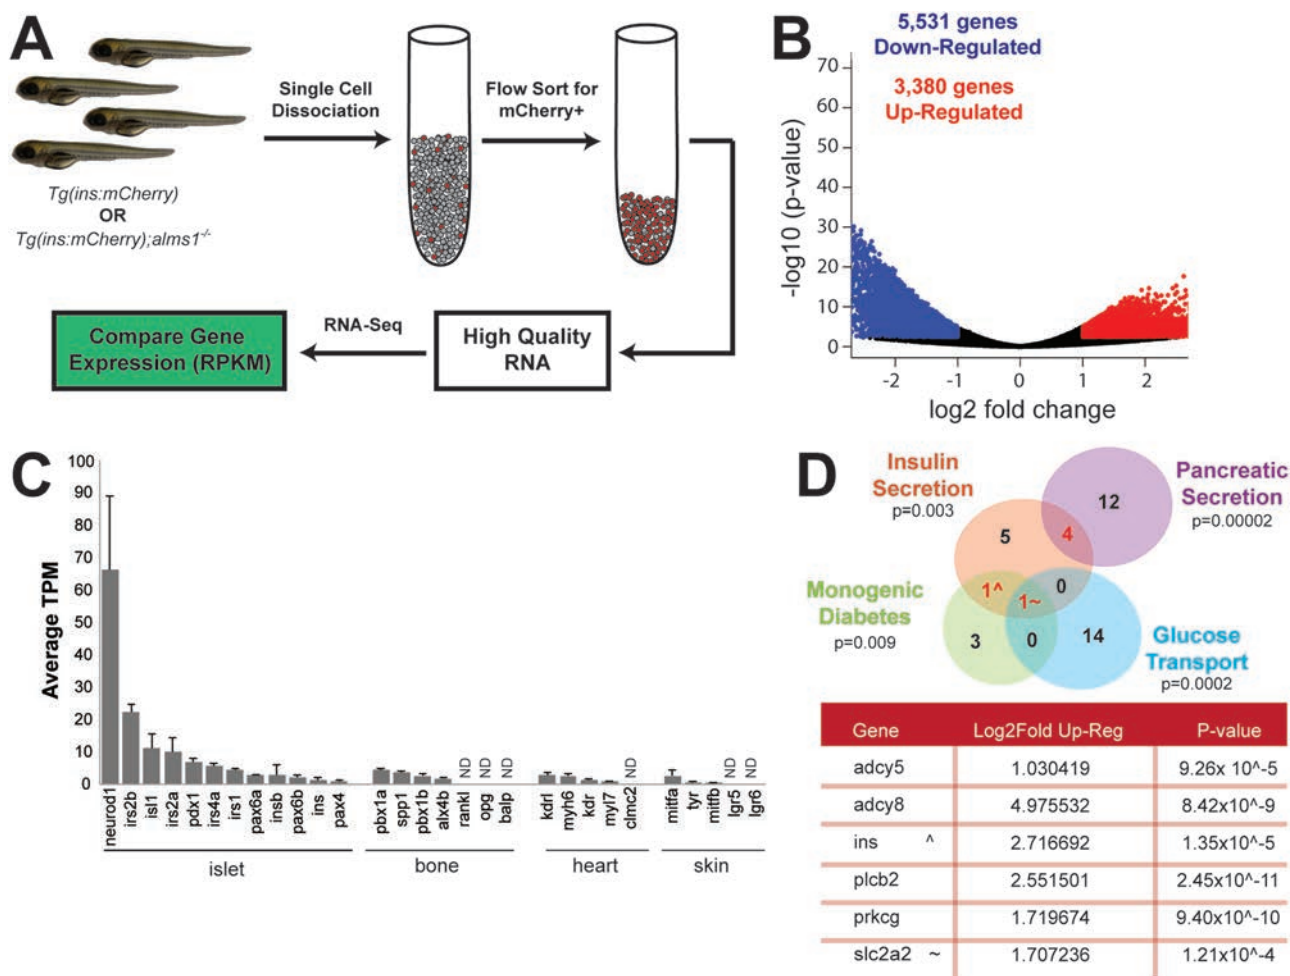 A
Single Cell
Dissociation
Flow Sort for
mCherry+
Tg(ins:mCherry)
OR
Tg(ins:mCherry);alms1-/-
Compare Gene
Expression (RPKM)
RNA-Seq
High Quality
RNA
B
5,531 genes
Down-Regulated
3,380 genes
Up-Regulated
-log10 (p-value)
70
60
50
40
30
20
10
0
-2
-1
0
1
2
log2 fold change
C
Average TPM
100
90
80
70
60
50
40
30
20
10
0
ND
ND
ND
ND
ND
ND
neurod1
irs2b
isl1
irs2a
pdx1
irs4a
irs1
pax6a
insb
pax6b
ins
pax4
pbx1a
spp1
pbx1b
alx4b
rankl
opg
balp
kdrl
myh6
kdr
myl7
clmc2
mitfa
tyr
mitfb
lgr5
lgr6
islet
bone
heart
skin
D
Insulin
Secretion
p=0.003
Pancreatic
Secretion
p=0.00002
12
5
4
0
1^
1~
Monogenic
Diabetes
p=0.009
3
0
14
Glucose
Transport
p=0.0002
Gene Log2Fold Up-Reg P-value
adcy5 1.030419 9.26x 10^-5
adcy8 4.975532 8.42x10^-9
ins ^ 2.716692 1.35x10^-5
plcb2 2.551501 2.45x10^-11
prkcg 1.719674 9.40x10^-10
slc2a2 ~ 1.707236 1.21x10^-4